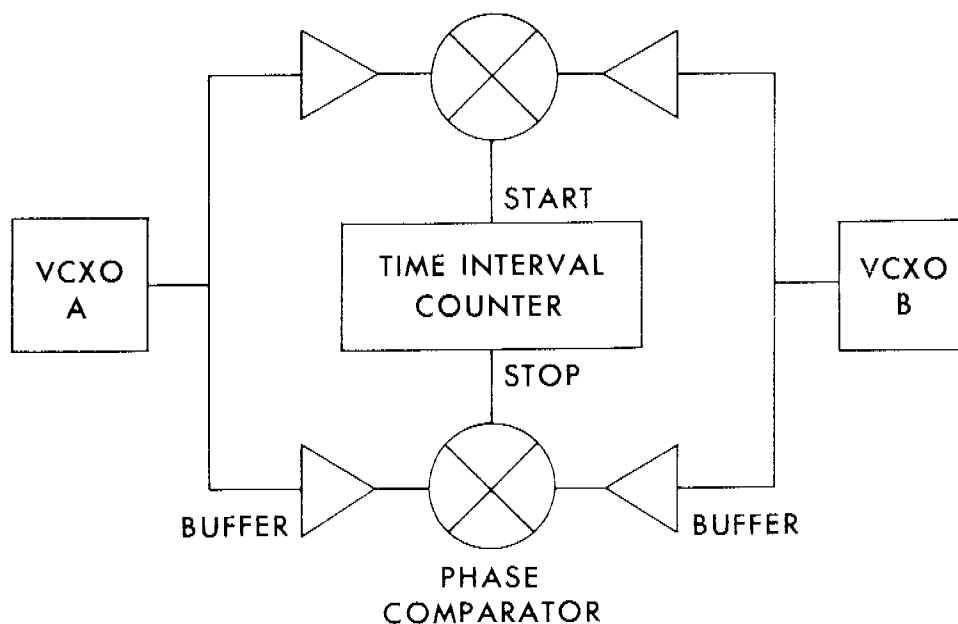 START
VCXO
A
TIME INTERVAL
COUNTER
VCXO
B
STOP
BUFFER
BUFFER
PHASE
COMPARATOR